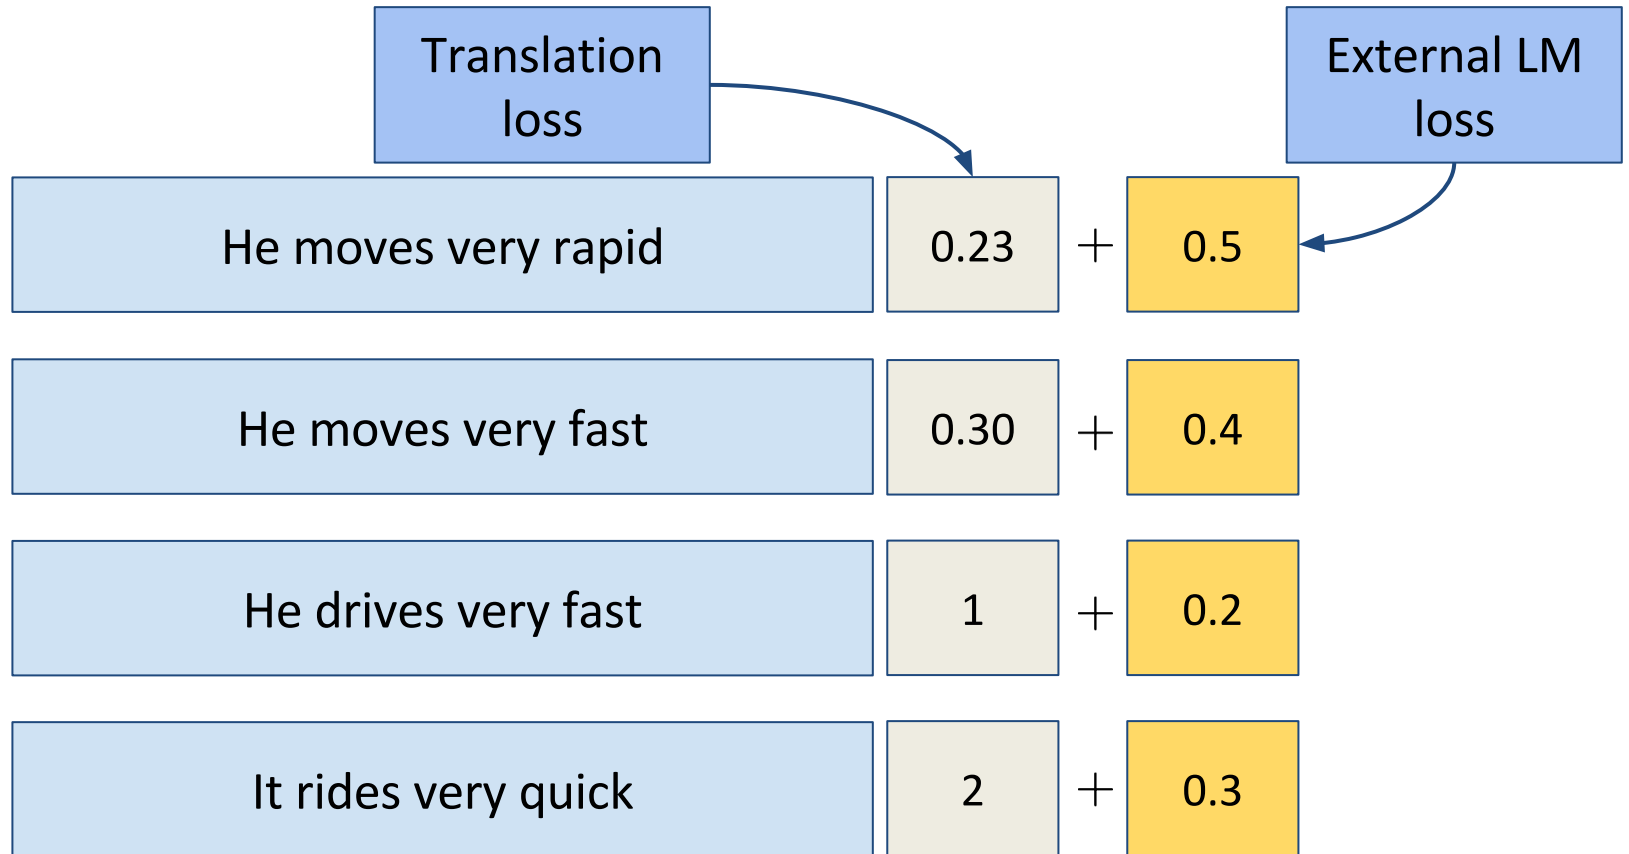 Translation
loss
External LM
loss
He moves very rapid 0.23 + 0.5
He moves very fast 0.30 + 0.4
He drives very fast 1 + 0.2
It rides very quick 2 + 0.3